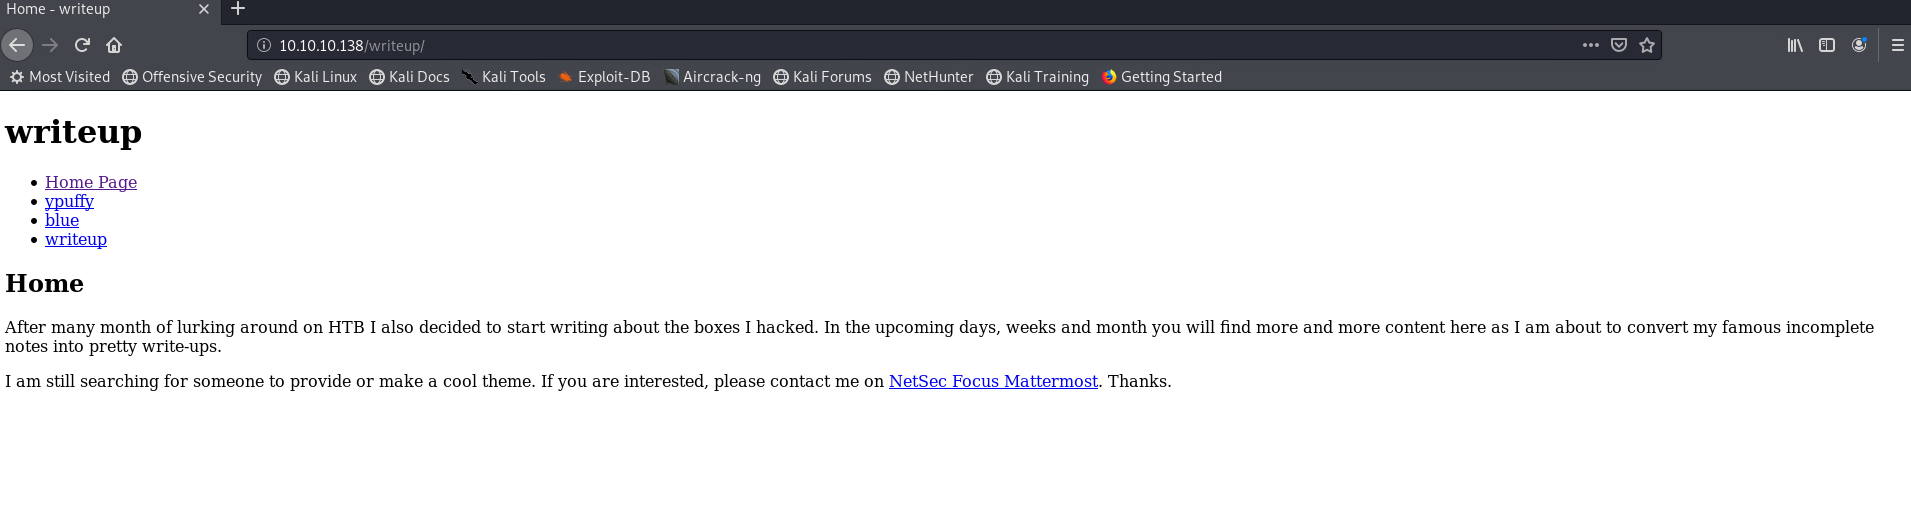 Home - writeup
10.10.10.138/writeup/
Most Visited Offensive Security Kali Linux Kali Docs Kali Tools Exploit-DB Aircrack-ng Kali Forums NetHunter Kali Training Getting Started
writeup
Home Page
ypuffy
blue
writeup
Home
After many month of lurking around on HTB I also decided to start writing about the boxes I hacked. In the upcoming days, weeks and month you will find more and more content here as I am about to convert my famous incomplete
notes into pretty write-ups.
I am still searching for someone to provide or make a cool theme. If you are interested, please contact me on NetSec Focus Mattermost. Thanks.